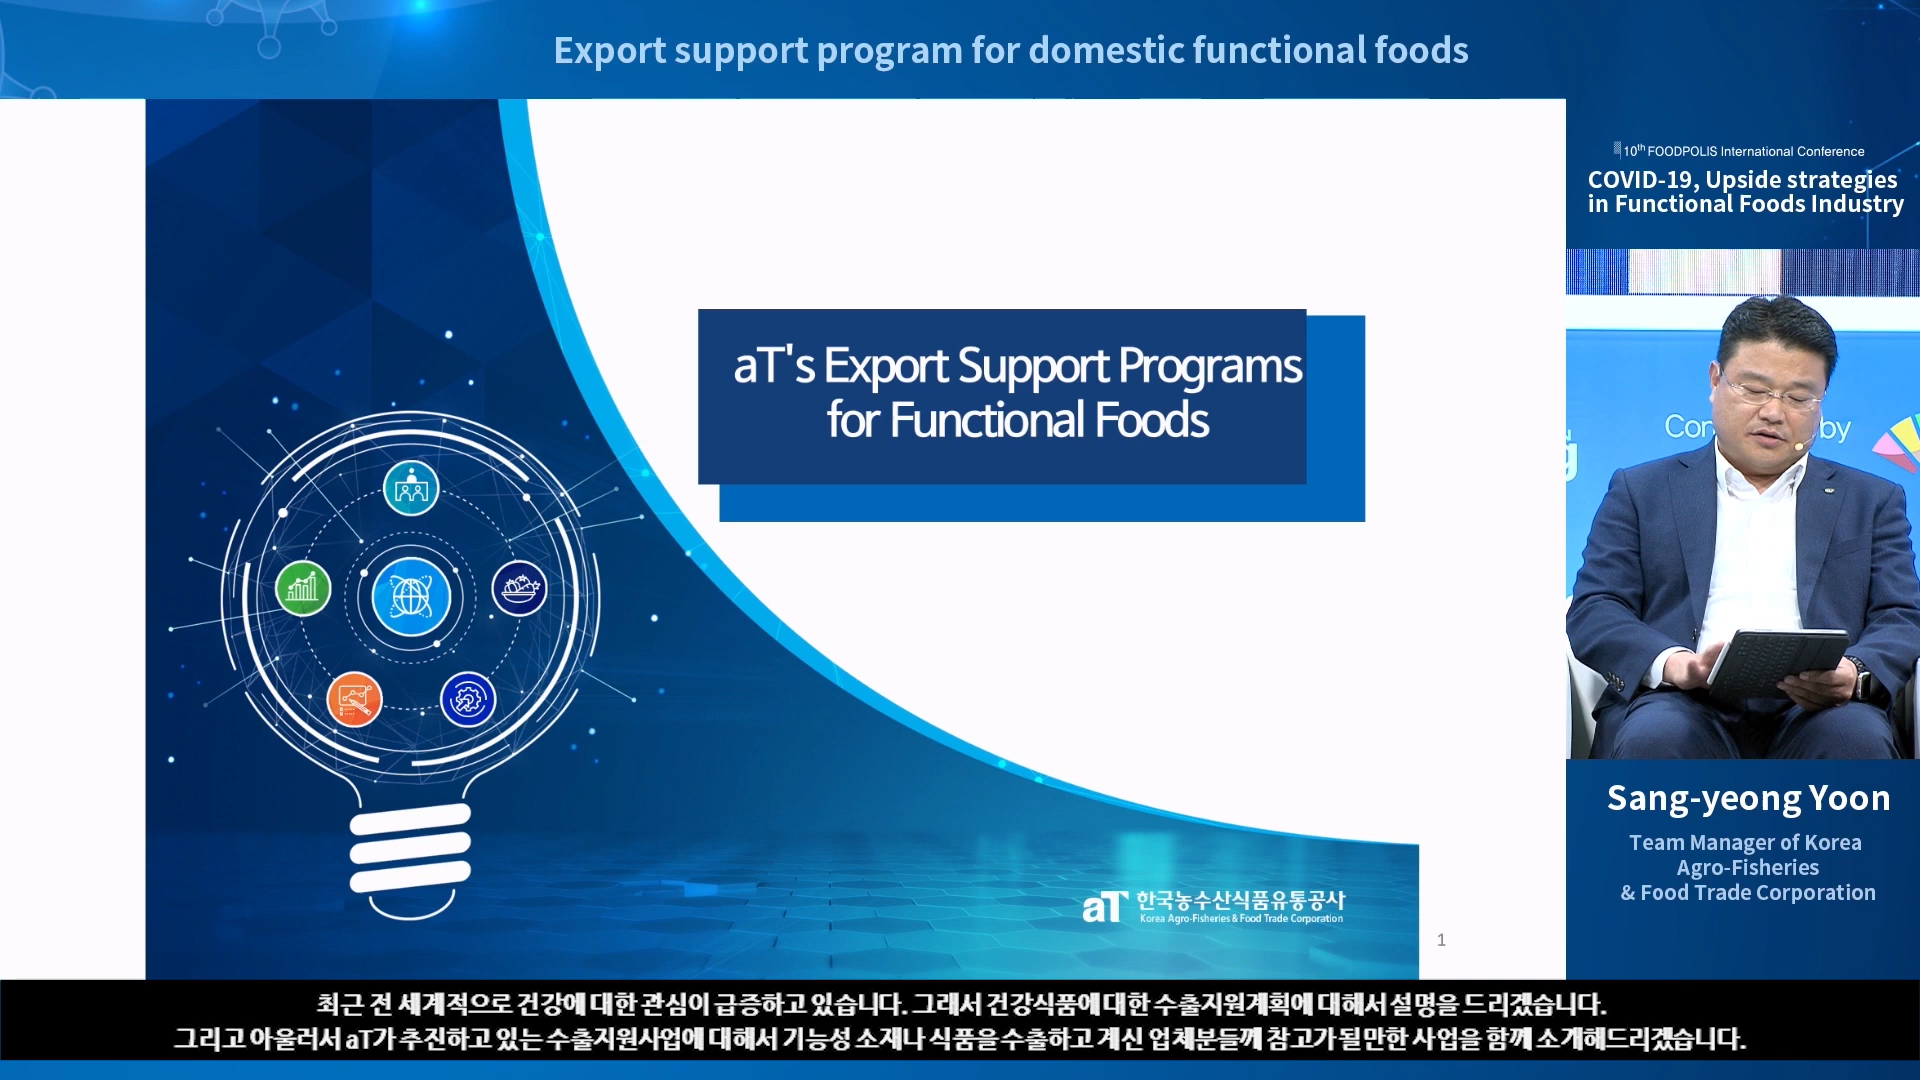 Export support program for domestic functional foods
10th FOODPOLIS International Conference
COVID-19, Upside strategies
in Functional Foods Industry
aT's Export Support Programs
for Functional Foods
Con
by
Sang-yeong Yoon
Team Manager of Korea
Agro-Fisheries
& Food Trade Corporation
aT 한국농수산식품유통공사
Korea Agro-Fisheries & Food Trade Corporation
1
최근 전 세계적으로 건강에 대한 관심이 급증하고 있습니다. 그래서 건강식품에 대한 수출지원계획에 대해서 설명을 드리겠습니다.
그리고 아울러서 aT가 추진하고 있는 수출지원사업에 대해서 기능성 소재나 식품을 수출하고 계신 업체분들께 참고가 될 만한 사업을 함께 소개해드리겠습니다.